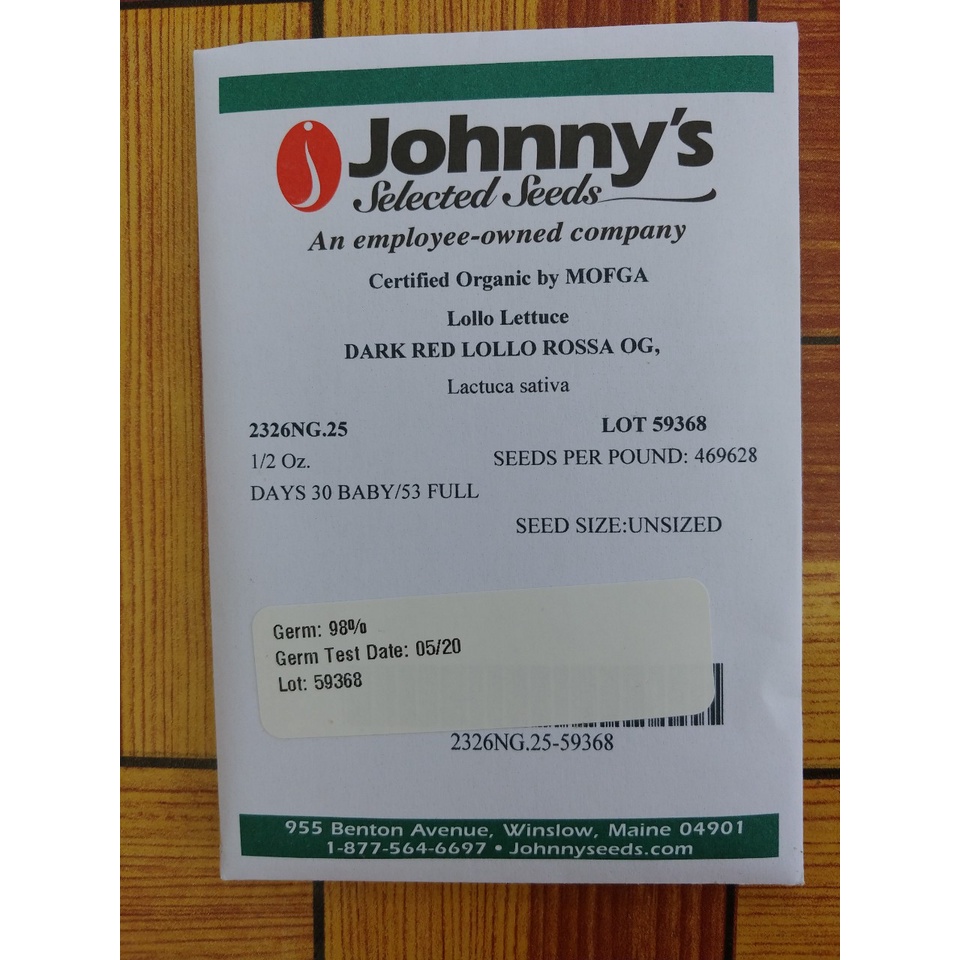 Johnny's
Selected Seeds
An employee-owned company
Certified Organic by MOFGA
Lollo Lettuce
DARK RED LOLLO ROSSA OG,
Lactuca sativa
2326NG.25 LOT 59368
1/2 Oz. SEEDS PER POUND: 469628
DAYS 30 BABY/53 FULL
SEED SIZE:UNSIZED
Germ: 98%
Germ Test Date: 05/20
Lot: 59368
2326NG.25-59368
955 Benton Avenue, Winslow, Maine 04901
1-877-564-6697 • Johnnyseeds.com